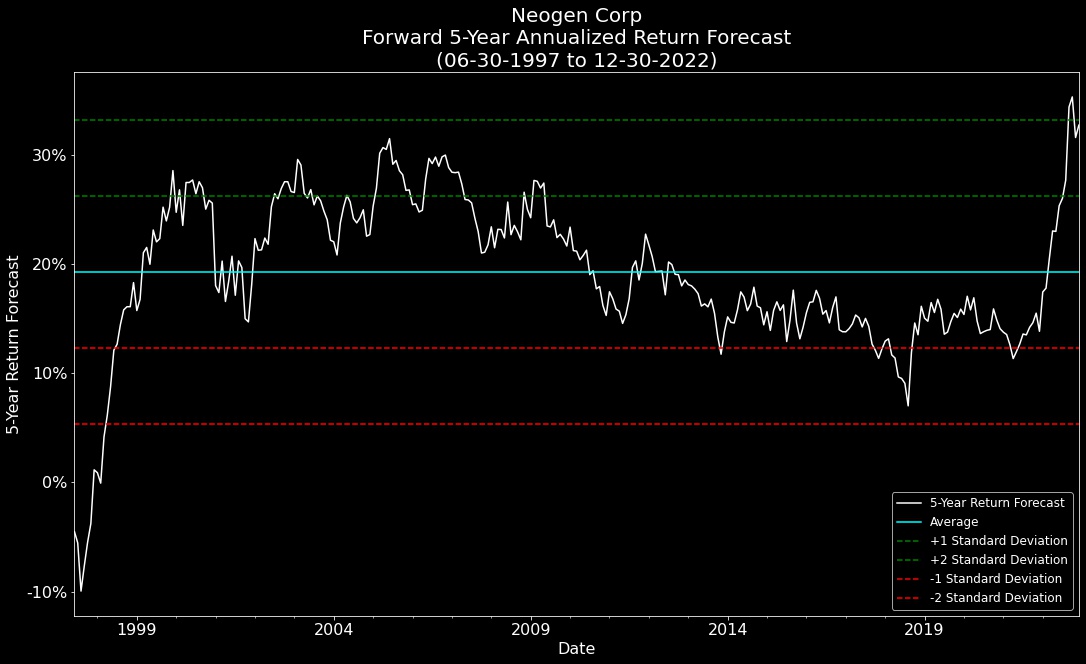 Neogen Corp
Forward 5-Year Annualized Return Forecast
(06-30-1997 to 12-30-2022)
5-Year Return Forecast
30%
20%
10%
0%
-10%
5-Year Return Forecast
Average
+1 Standard Deviation
+2 Standard Deviation
-1 Standard Deviation
-2 Standard Deviation
1999
2004
2009
2014
2019
Date